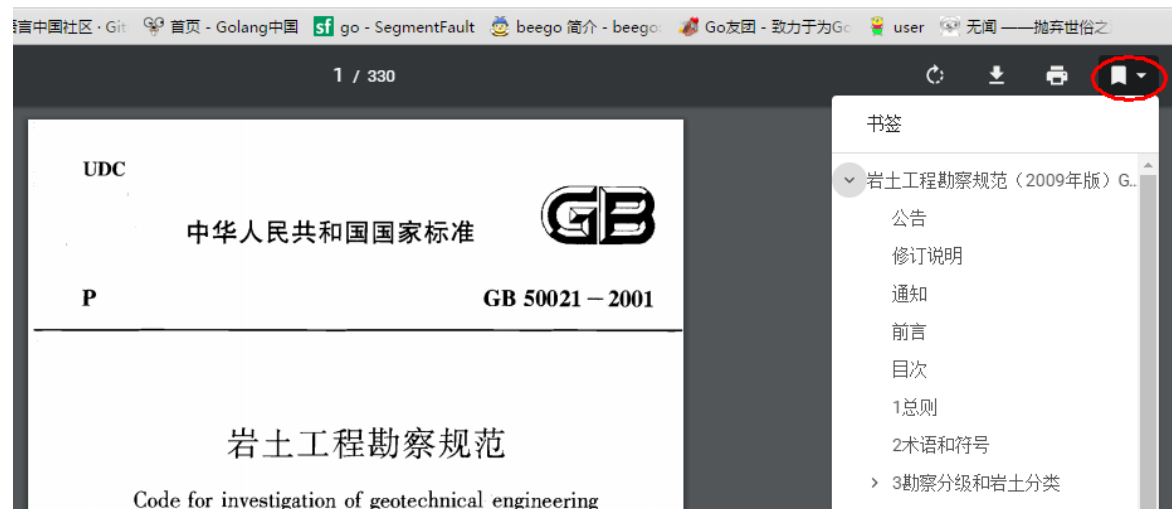 言中国社区 · Git 首页 - Golang中国 sf go - SegmentFault beego 简介 - beego: Go友团 - 致力于为Go user 无闻 ——抛弃世俗之
1 / 330
书签
岩土工程勘察规范（2009年版）G..
公告
修订说明
通知
前言
目次
1总则
2术语和符号
3勘察分级和岩土分类
UDC
中华人民共和国国家标准
GB
P
GB 50021－2001
岩土工程勘察规范
Code for investigation of geotechnical engineering